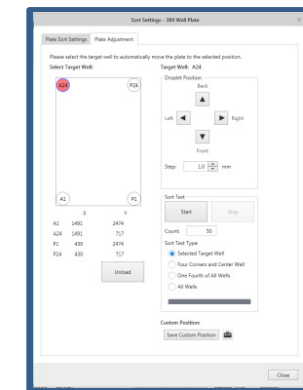 Sort Settings - 384 Well Plate
Plate Sort Settings
Plate Adjustment
Please select the target well to automatically move the plate to the selected position.
Select Target Well:
Target Well: A24
A24
P24
A1
P1
X Y
A1 1491 2474
A24 1491 717
P1 430 2474
P24 430 717
Unload
Droplet Position
Back
Left
Right
Front
Step: 1.0 mm
Sort Test
Start
Stop
Count: 50
Sort Test Type
Selected Target Well
Four Corners and Center Well
One Fourth of All Wells
All Wells
Custom Position:
Save Custom Position
Close